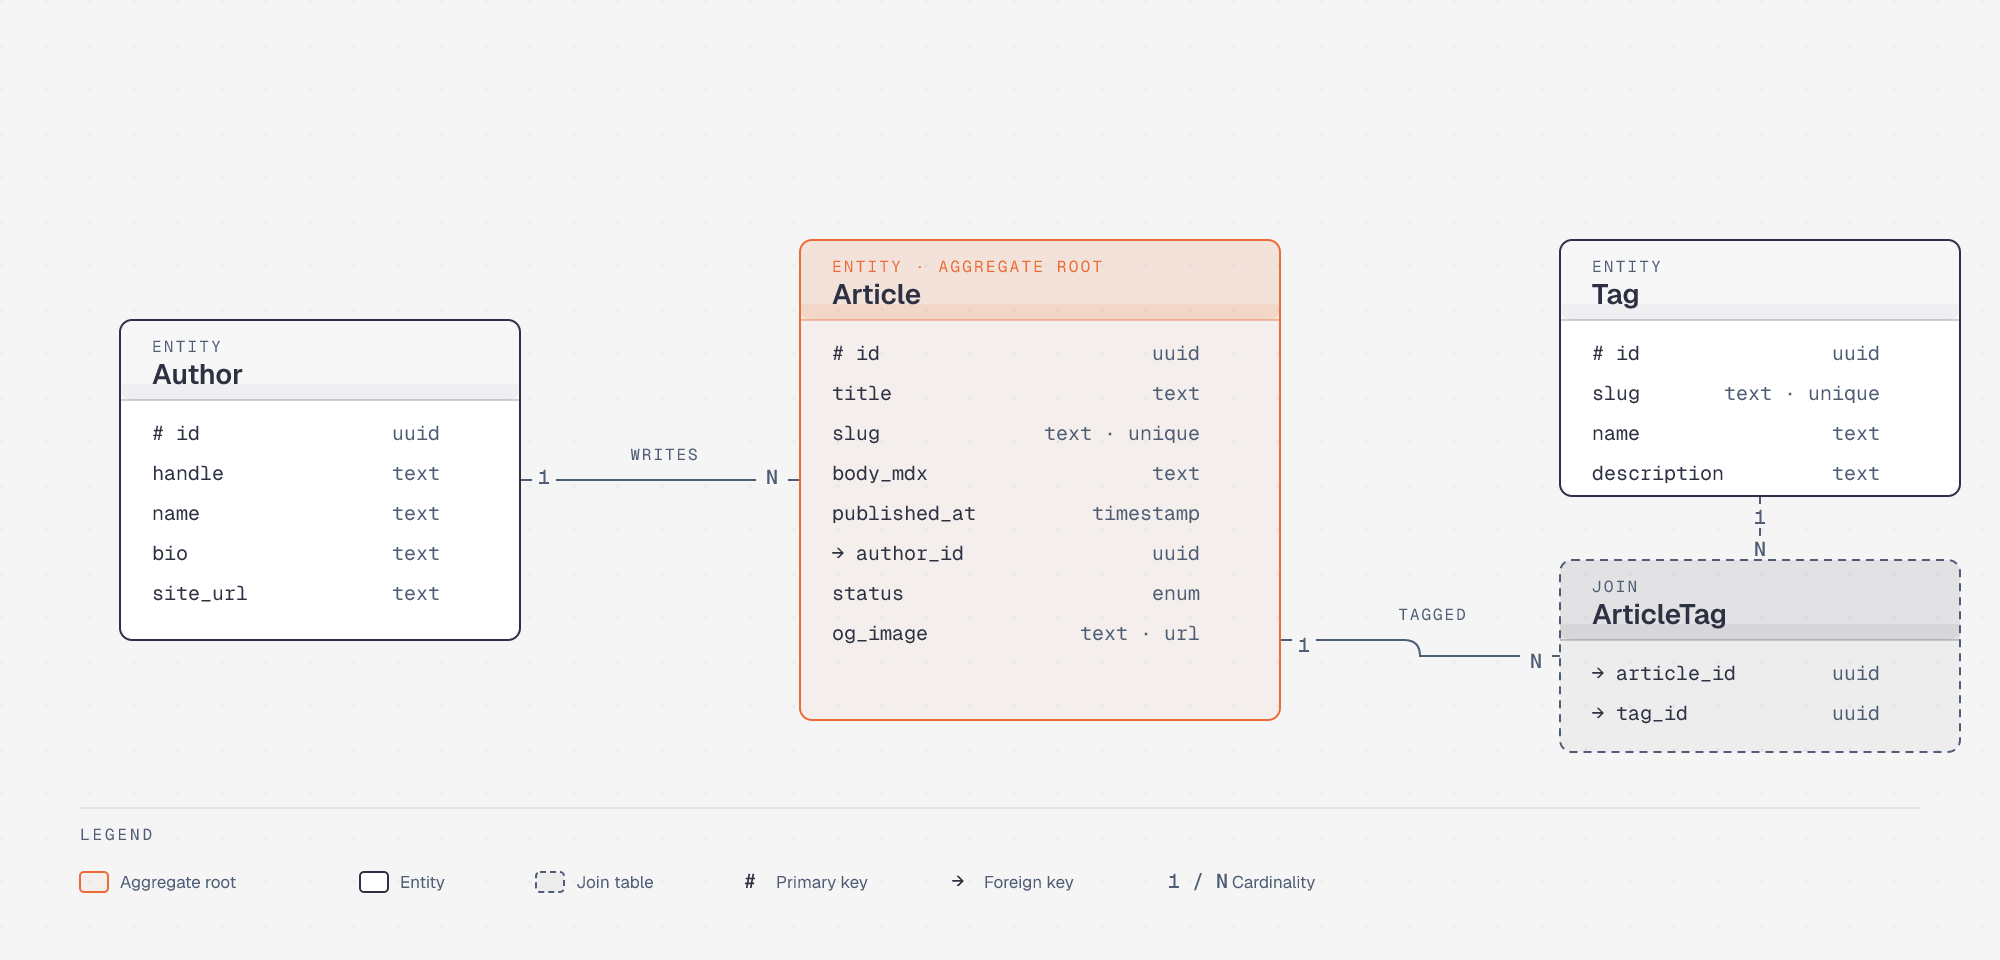 ENTITY
Author
# id uuid
handle text
name text
bio text
site_url text
1 WRITES N
ENTITY · AGGREGATE ROOT
Article
# id uuid
title text
slug text · unique
body_mdx text
published_at timestamp
→ author_id uuid
status enum
og_image text · url
1 TAGGED N
ENTITY
Tag
# id uuid
slug text · unique
name text
description text
1
N
JOIN
ArticleTag
→ article_id uuid
→ tag_id uuid
LEGEND
Aggregate root Entity Join table # Primary key → Foreign key 1 / N Cardinality